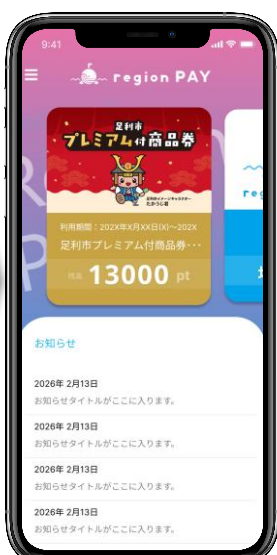 9:41
region PAY
足利市
プレミアム付商品券
足利市イメージキャラクター
たかうじ君
利用期間：202X年X月XX日(X)〜202X
足利市プレミアム付商品券･･･
残高 13000 pt
お知らせ
2026年 2月13日
お知らせタイトルがここに入ります。
2026年 2月13日
お知らせタイトルがここに入ります。
2026年 2月13日
お知らせタイトルがここに入ります。
2026年 2月13日
お知らせタイトルがここに入ります。